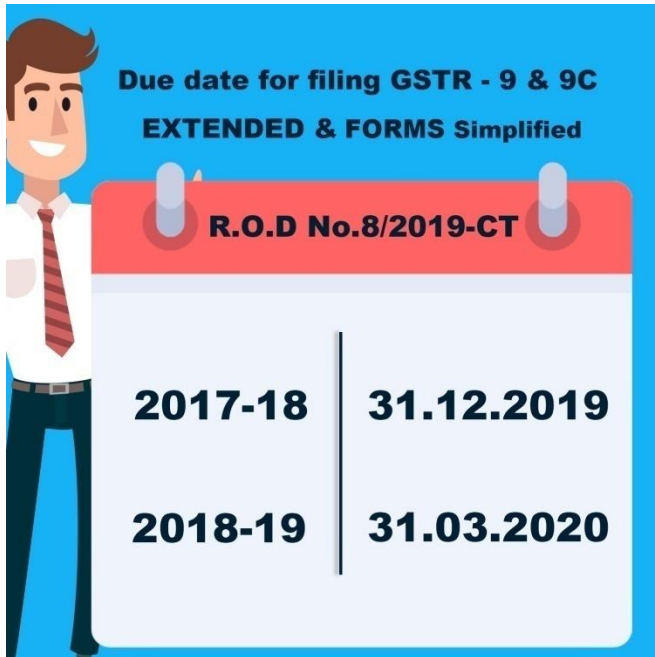 Due date for filing GSTR - 9 & 9C
EXTENDED & FORMS Simplified
R.O.D No.8/2019-CT
2017-18 31.12.2019
2018-19 31.03.2020